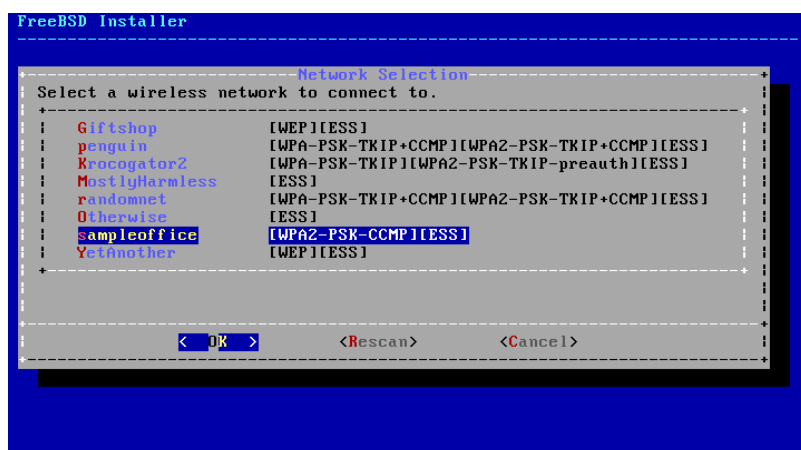 FreeBSD Installer
Network Selection
Select a wireless network to connect to.
Giftshop [WEP][ESS]
penguin [WPA-PSK-TKIP+CCMP][WPA2-PSK-TKIP+CCMP][ESS]
Krocogator2 [WPA-PSK-TKIP][WPA2-PSK-TKIP-preauth][ESS]
MostlyHarmless [ESS]
randomnet [WPA-PSK-TKIP+CCMP][WPA2-PSK-TKIP+CCMP][ESS]
Otherwise [ESS]
sampleoffice [WPA2-PSK-CCMP][ESS]
YetAnother [WEP][ESS]
< OK > <Rescan> <Cancel>